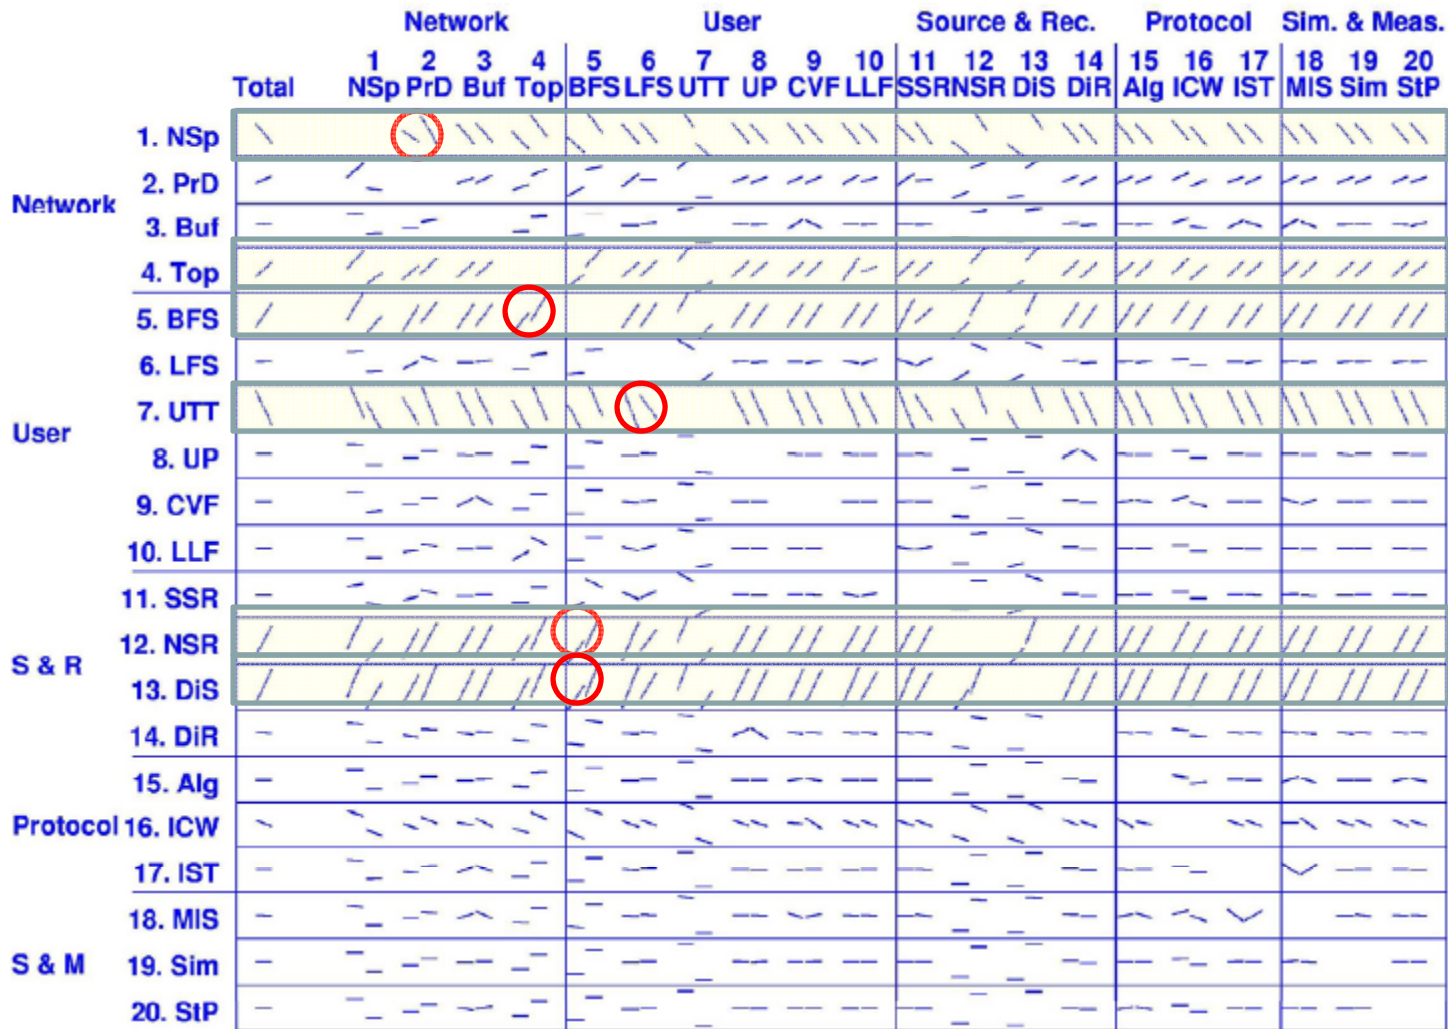 Network User Source & Rec. Protocol Sim. & Meas.
1 2 3 4 5 6 7 8 9 10 11 12 13 14 15 16 17 18 19 20
Total NSp PrD Buf Top BFS LFS UTT UP CVF LLF SSR NSR DiS DiR Alg ICW IST MIS Sim StP
1. NSp
2. PrD
Network
3. Buf
4. Top
5. BFS
6. LFS
7. UTT
User
8. UP
9. CVF
10. LLF
11. SSR
12. NSR
S & R
13. DiS
14. DiR
15. Alg
Protocol 16. ICW
17. IST
18. MIS
S & M 19. Sim
20. StP